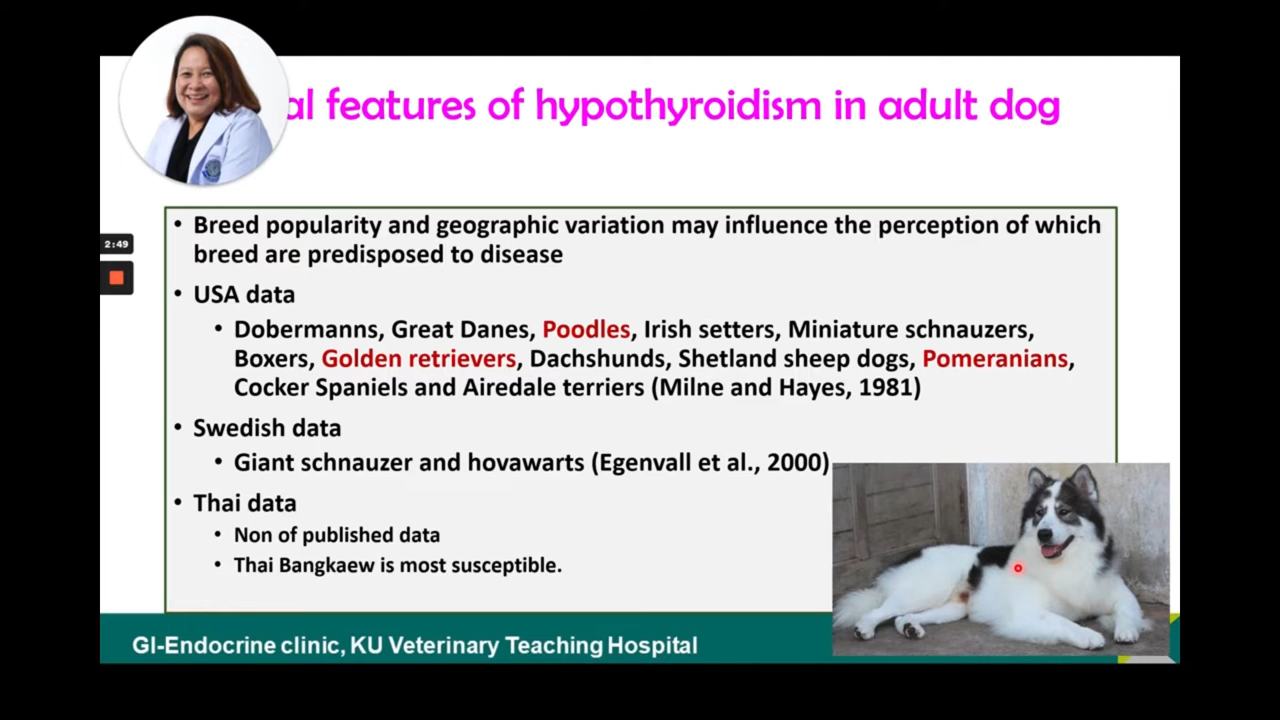 al features of hypothyroidism in adult dog
• Breed popularity and geographic variation may influence the perception of which
breed are predisposed to disease
2:49
• USA data
• Dobermanns, Great Danes, Poodles, Irish setters, Miniature schnauzers,
Boxers, Golden retrievers, Dachshunds, Shetland sheep dogs, Pomeranians,
Cocker Spaniels and Airedale terriers (Milne and Hayes, 1981)
• Swedish data
• Giant schnauzer and hovawarts (Egenvall et al., 2000)
• Thai data
• Non of published data
• Thai Bangkaew is most susceptible.
GI-Endocrine clinic, KU Veterinary Teaching Hospital